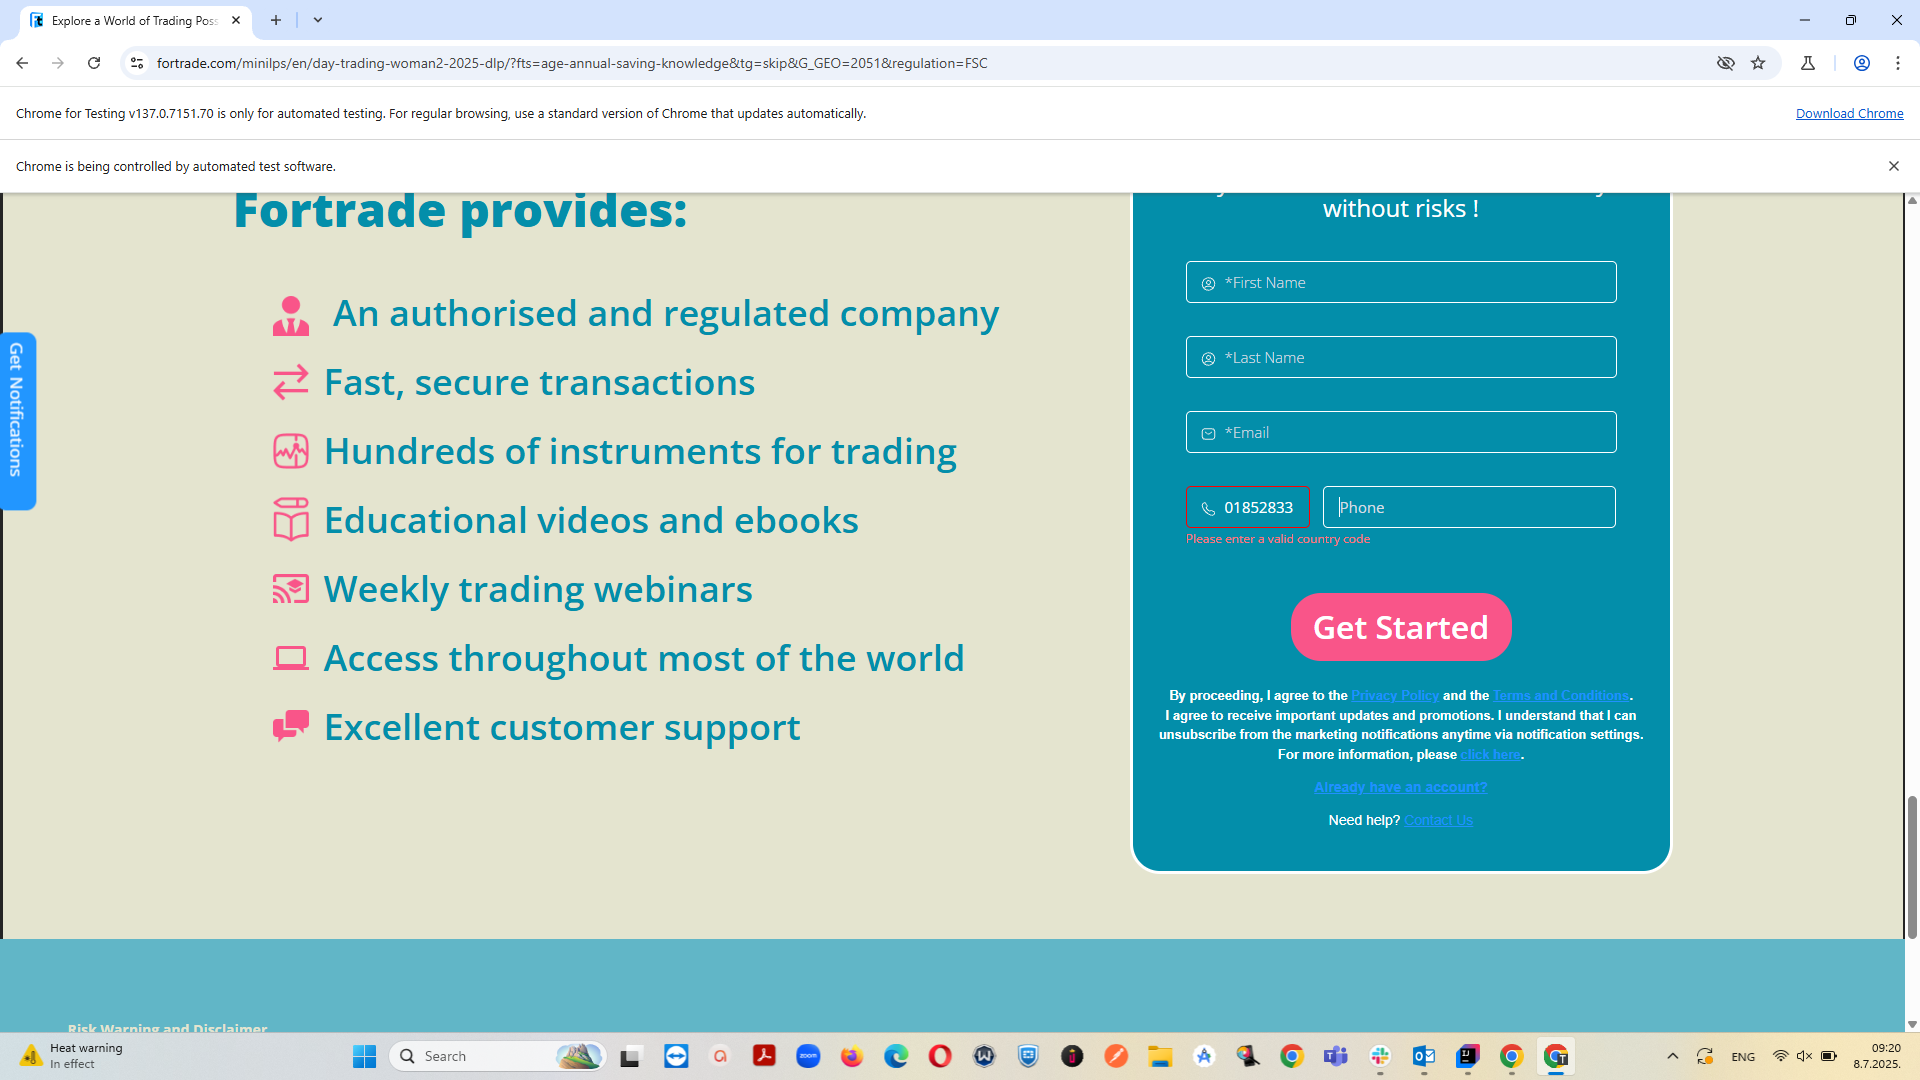 Explore a World of Trading Poss
fortrade.com/minilps/en/day-trading-woman2-2025-dlp/?fts=age-annual-saving-knowledge&tg=skip&G_GEO=2051&regulation=FSC
Chrome for Testing v137.0.7151.70 is only for automated testing. For regular browsing, use a standard version of Chrome that updates automatically.
Download Chrome
Chrome is being controlled by automated test software.
Fortrade provides:
An authorised and regulated company
Fast, secure transactions
Hundreds of instruments for trading
Educational videos and ebooks
Weekly trading webinars
Access throughout most of the world
Excellent customer support
Get Notifications
without risks !
*First Name
*Last Name
*Email
01852833
Phone
Please enter a valid country code
Get Started
By proceeding, I agree to the Privacy Policy and the Terms and Conditions.
I agree to receive important updates and promotions. I understand that I can
unsubscribe from the marketing notifications anytime via notification settings.
For more information, please click here.
Already have an account?
Need help? Contact Us
Risk Warning and Disclaimer
Heat warning
In effect
Search
zoom
ENG
09:20
8.7.2025.